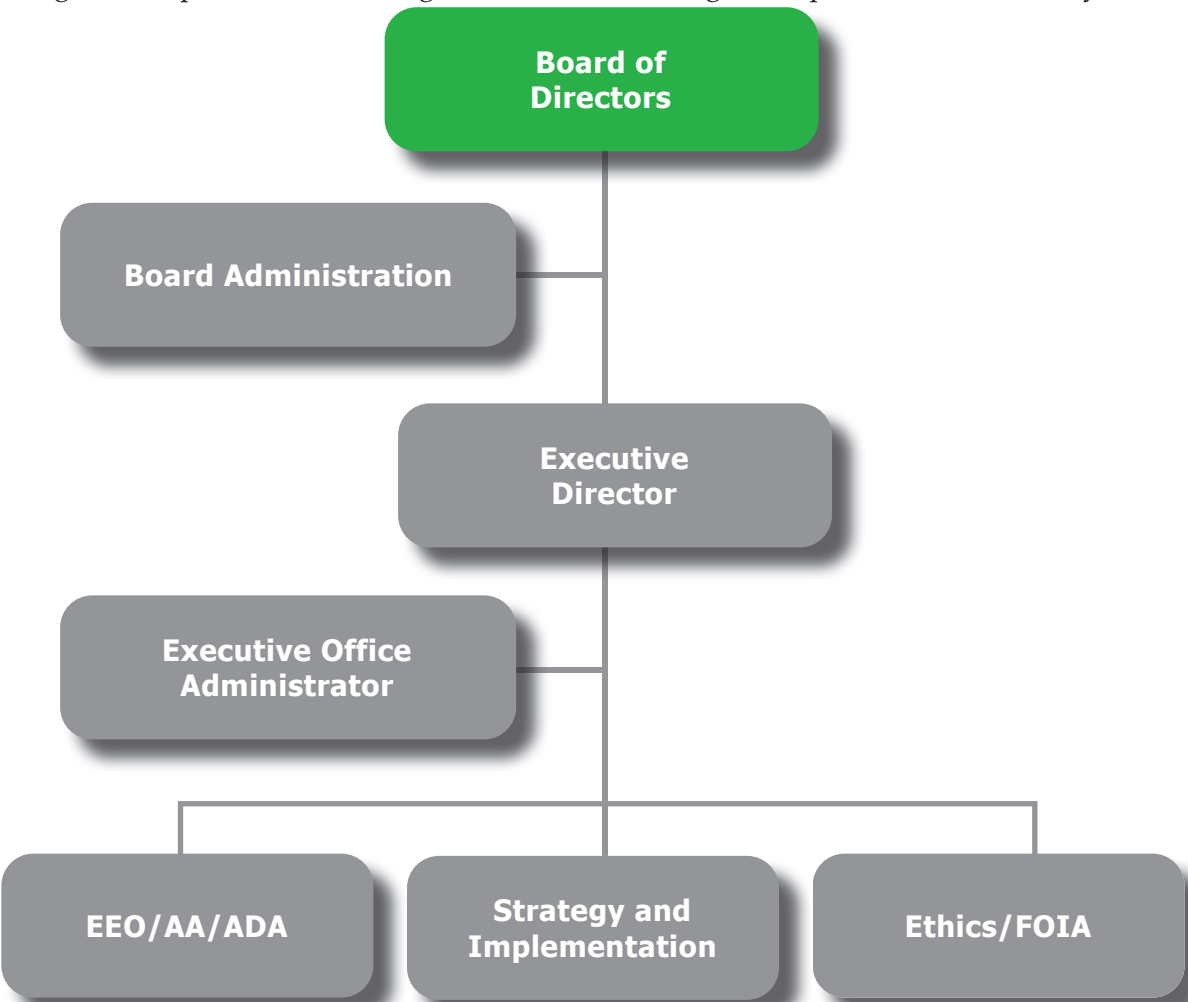 Board of
Directors
Board Administration
Executive
Director
Executive Office
Administrator
EEO/AA/ADA
Strategy and
Implementation
Ethics/FOIA